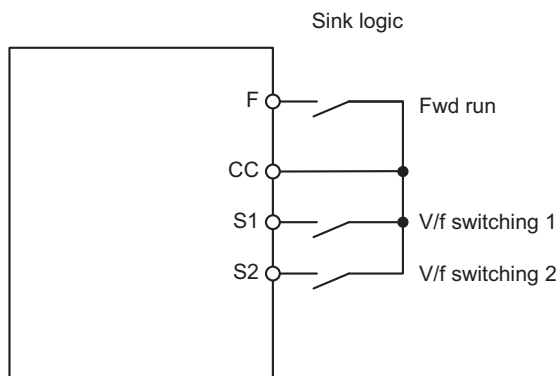 Sink logic
F
Fwd run
CC
S1
V/f switching 1
S2
V/f switching 2